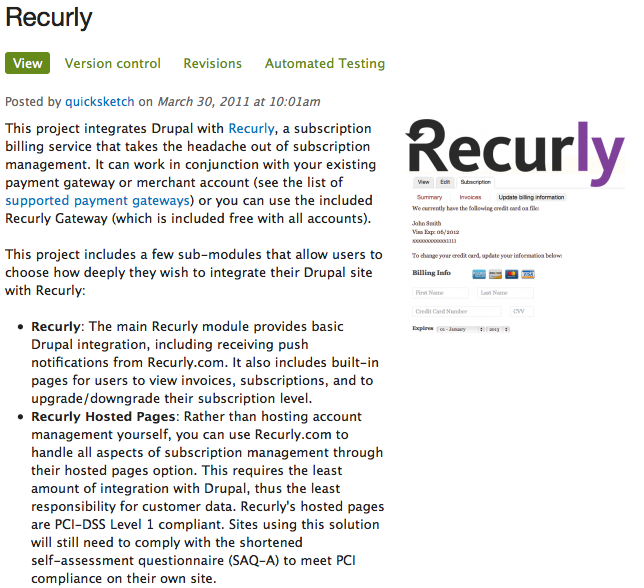 Recurly
View Version control Revisions Automated Testing
Posted by quicksketch on March 30, 2011 at 10:01am
This project integrates Drupal with Recurly, a subscription
billing service that takes the headache out of subscription
management. It can work in conjunction with your existing
payment gateway or merchant account (see the list of
supported payment gateways) or you can use the included
Recurly Gateway (which is included free with all accounts).
This project includes a few sub-modules that allow users to
choose how deeply they wish to integrate their Drupal site
with Recurly:
• Recurly: The main Recurly module provides basic
Drupal integration, including receiving push
notifications from Recurly.com. It also includes built-in
pages for users to view invoices, subscriptions, and to
upgrade/downgrade their subscription level.
• Recurly Hosted Pages: Rather than hosting account
management yourself, you can use Recurly.com to
handle all aspects of subscription management through
their hosted pages option. This requires the least
amount of integration with Drupal, thus the least
responsibility for customer data. Recurly's hosted pages
are PCI-DSS Level 1 compliant. Sites using this solution
will still need to comply with the shortened
self-assessment questionnaire (SAQ-A) to meet PCI
compliance on their own site.
Recurly
View Edit Subscription
Summary Invoices Update billing information
We currently have the following credit card on file:
John Smith
Visa Exp: 06/2012
xxxxxxxxxxxx1111
To change your credit card, update your information below:
Billing Info
First Name Last Name
Credit Card Number CVV
Expires 01 - January 2013